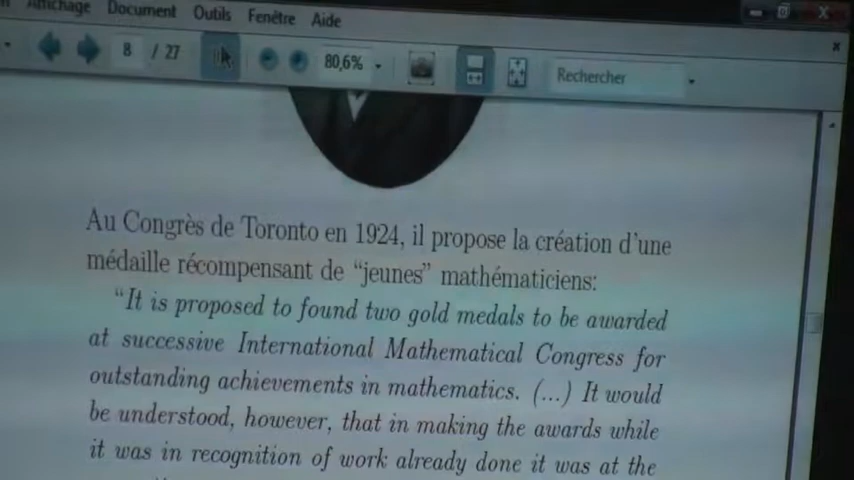 Affichage Document Outils Fenêtre Aide
8 / 27 80,6% Rechercher
Au Congrès de Toronto en 1924, il propose la création d'une
médaille récompensant de “jeunes” mathématiciens:
“It is proposed to found two gold medals to be awarded
at successive International Mathematical Congress for
outstanding achievements in mathematics. (...) It would
be understood, however, that in making the awards while
it was in recognition of work already done it was at the